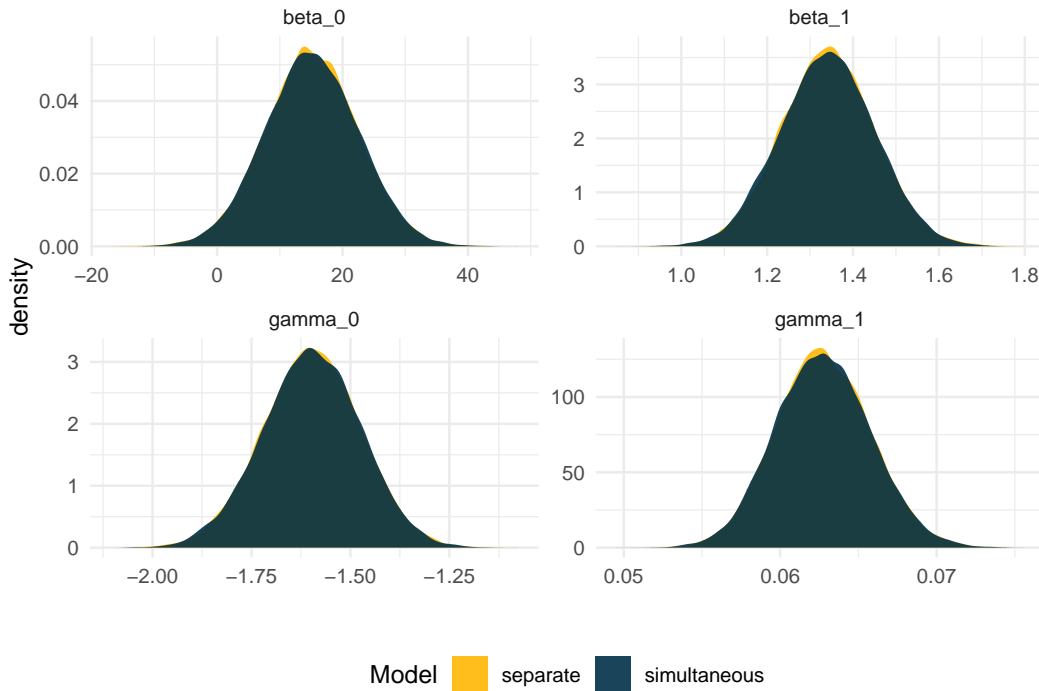 beta_0
beta_1
0.04
0.02
0.00
−20 0 20 40
3
2
1
0
1.0 1.2 1.4 1.6 1.8
density
gamma_0
gamma_1
3
2
1
0
−2.00 −1.75 −1.50 −1.25
100
50
0
0.05 0.06 0.07
Model separate simultaneous